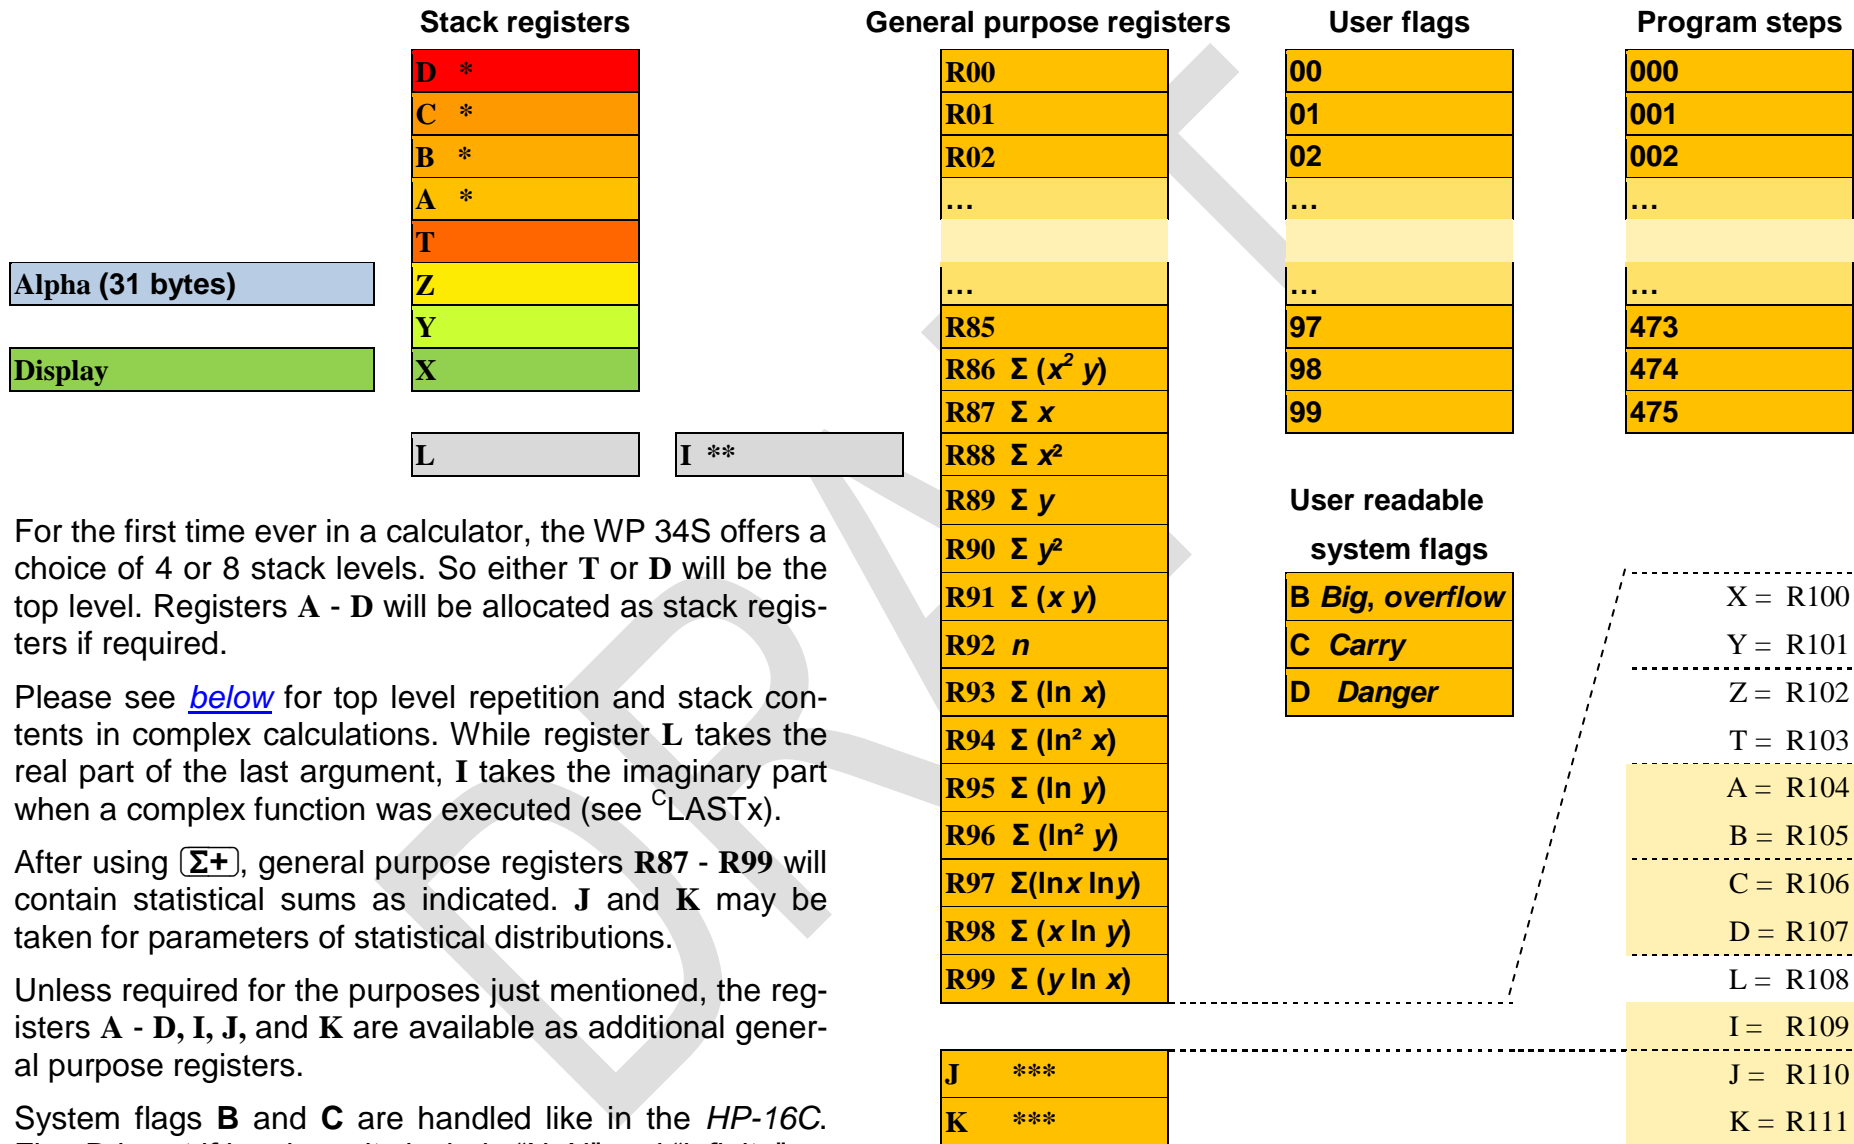 Stack registers
General purpose registers
User flags
Program steps
D *
C *
B *
A *
T
Z
Y
X
Alpha (31 bytes)
Display
L
I **
R00
R01
R02
…
…
R85
R86 Σ (x² y)
R87 Σ x
R88 Σ x²
R89 Σ y
R90 Σ y²
R91 Σ (x y)
R92 n
R93 Σ (ln x)
R94 Σ (ln² x)
R95 Σ (ln y)
R96 Σ (ln² y)
R97 Σ(lnx lny)
R98 Σ (x ln y)
R99 Σ (y ln x)
J ***
K ***
00
01
02
…
…
97
98
99
User readable
system flags
B Big, overflow
C Carry
D Danger
000
001
002
…
…
473
474
475
X = R100
Y = R101
Z = R102
T = R103
A = R104
B = R105
C = R106
D = R107
L = R108
I = R109
J = R110
K = R111
For the first time ever in a calculator, the WP 34S offers a
choice of 4 or 8 stack levels. So either T or D will be the
top level. Registers A - D will be allocated as stack regis-
ters if required.
Please see below for top level repetition and stack con-
tents in complex calculations. While register L takes the
real part of the last argument, I takes the imaginary part
when a complex function was executed (see ᶜLASTx).
After using Σ+, general purpose registers R87 - R99 will
contain statistical sums as indicated. J and K may be
taken for parameters of statistical distributions.
Unless required for the purposes just mentioned, the reg-
isters A - D, I, J, and K are available as additional gener-
al purpose registers.
System flags B and C are handled like in the HP-16C.
DRAFT